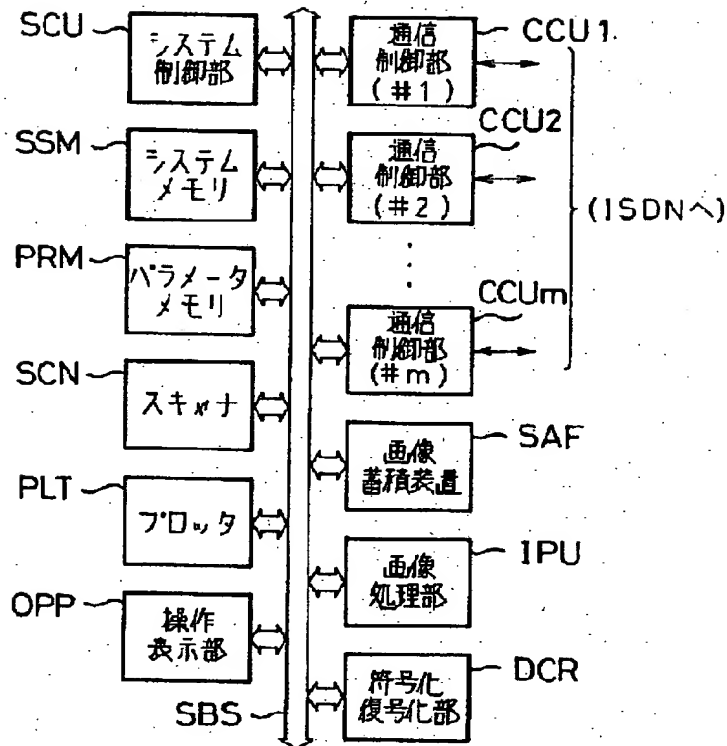 SCU
システム
制御部
SSM
システム
メモリ
PRM
パラメータ
メモリ
SCN
スキャナ
PLT
プロッタ
OPP
操作
表示部
SBS
通信
制御部
(#1)
CCU1
通信
制御部
(#2)
CCU2
通信
制御部
(#m)
CCUm
(ISDNへ)
画像
蓄積装置
SAF
画像
処理部
IPU
符号化
復号化部
DCR